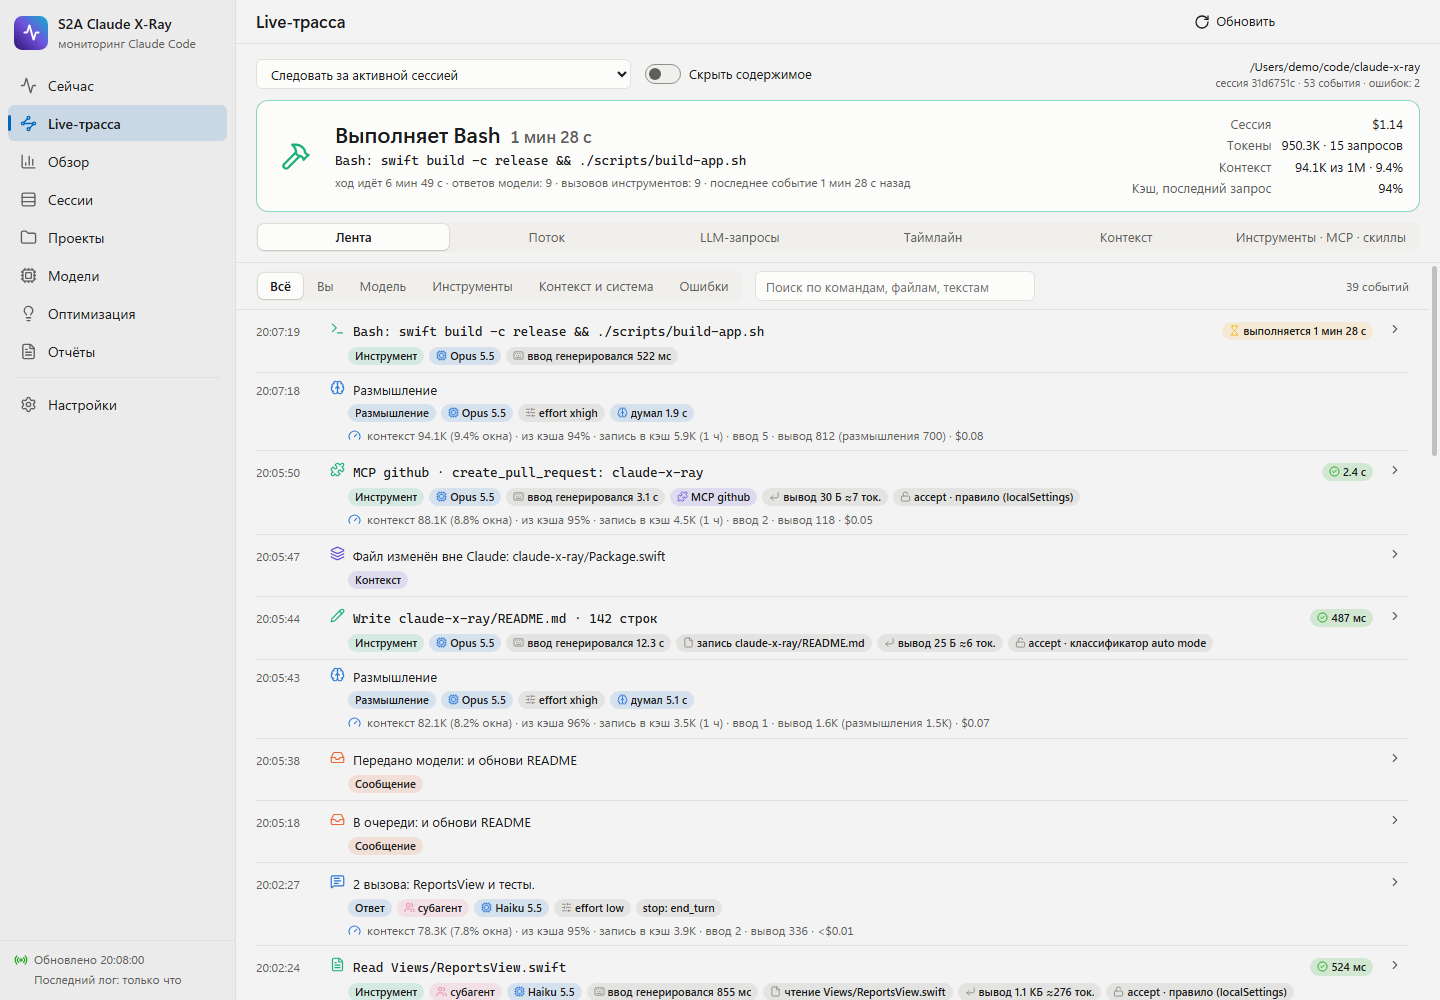 S2A Claude X-Ray
мониторинг Claude Code
Сейчас
Live-трасса
Обзор
Сессии
Проекты
Модели
Оптимизация
Отчёты
Настройки
Обновлено 20:08:00
Последний лог: только что
Live-трасса
Обновить
Следовать за активной сессией
Скрыть содержимое
/Users/demo/code/claude-x-ray
сессия 31d6751c · 53 события · ошибок: 2
Выполняет Bash 1 мин 28 с
Bash: swift build -c release && ./scripts/build-app.sh
ход идёт 6 мин 49 с · ответов модели: 9 · вызовов инструментов: 9 · последнее событие 1 мин 28 с назад
Сессия $1.14
Токены 950.3K · 15 запросов
Контекст 94.1K из 1M · 9.4%
Кэш, последний запрос 94%
Лента Поток LLM-запросы Таймлайн Контекст Инструменты · MCP · скиллы
Всё Вы Модель Инструменты Контекст и система Ошибки Поиск по командам, файлам, текстам 39 событий
20:07:19 Bash: swift build -c release && ./scripts/build-app.sh выполняется 1 мин 28 с
Инструмент Opus 5.5 ввод генерировался 522 мс
20:07:18 Размышление
Размышление Opus 5.5 effort xhigh думал 1.9 с
контекст 94.1K (9.4% окна) · из кэша 94% · запись в кэш 5.9K (1 ч) · ввод 5 · вывод 812 (размышления 700) · $0.08
20:05:50 MCP github · create_pull_request: claude-x-ray 2.4 с
Инструмент Opus 5.5 ввод генерировался 3.1 с MCP github вывод 30 Б ≈7 ток. accept · правило (localSettings)
контекст 88.1K (8.8% окна) · из кэша 95% · запись в кэш 4.5K (1 ч) · ввод 2 · вывод 118 · $0.05
20:05:47 Файл изменён вне Claude: claude-x-ray/Package.swift
Контекст
20:05:44 Write claude-x-ray/README.md · 142 строк 487 мс
Инструмент Opus 5.5 ввод генерировался 12.3 с запись claude-x-ray/README.md вывод 25 Б ≈6 ток. accept · классификатор auto mode
20:05:43 Размышление
Размышление Opus 5.5 effort xhigh думал 5.1 с
контекст 82.1K (8.2% окна) · из кэша 96% · запись в кэш 3.5K (1 ч) · ввод 1 · вывод 1.6K (размышления 1.5K) · $0.07
20:05:38 Передано модели: и обнови README
Сообщение
20:05:18 В очереди: и обнови README
Сообщение
20:02:27 2 вызова: ReportsView и тесты.
Ответ субагент Haiku 5.5 effort low stop: end_turn
контекст 78.3K (7.8% окна) · из кэша 95% · запись в кэш 3.9K · ввод 2 · вывод 336 · <$0.01
20:02:24 Read Views/ReportsView.swift 524 мс
Инструмент субагент Haiku 5.5 ввод генерировался 855 мс чтение Views/ReportsView.swift вывод 1.1 КБ ≈276 ток. accept · правило (localSettings)